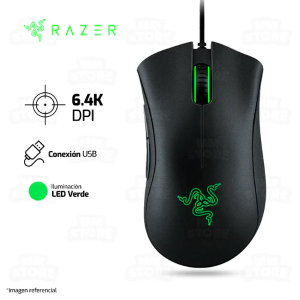 RAZER
6.4K
DPI
Conexión USB
Iluminación
LED Verde
*Imagen referencial